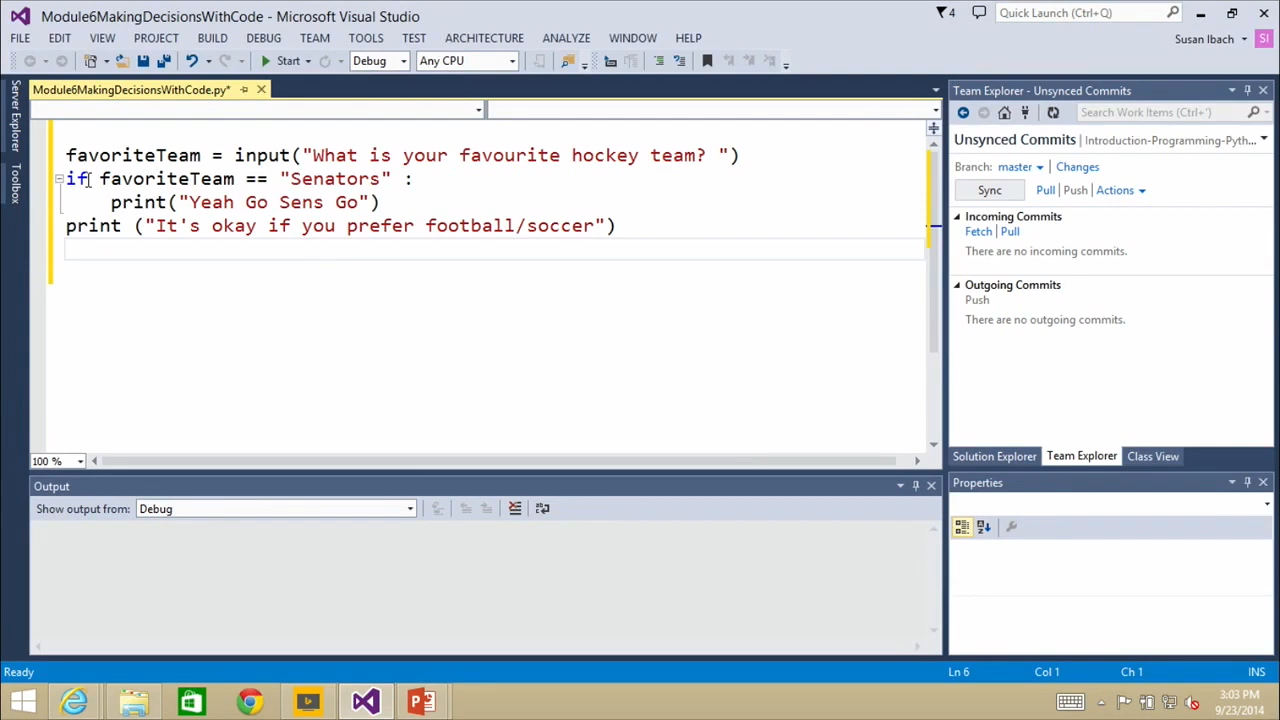 Module6MakingDecisionsWithCode - Microsoft Visual Studio
4
Quick Launch (Ctrl+Q)
FILE EDIT VIEW PROJECT BUILD DEBUG TEAM TOOLS TEST ARCHITECTURE ANALYZE WINDOW HELP
Susan Ibach
SI
Start
Debug
Any CPU
Server Explorer
Toolbox
Module6MakingDecisionsWithCode.py*
favoriteTeam = input("What is your favourite hockey team? ")
if favoriteTeam == "Senators" :
print("Yeah Go Sens Go")
print ("It's okay if you prefer football/soccer")
100 %
Output
Show output from: Debug
Team Explorer - Unsynced Commits
Search Work Items (Ctrl+')
Unsynced Commits | Introduction-Programming-Pyth...
Branch: master Changes
Sync Pull | Push | Actions
Incoming Commits
Fetch | Pull
There are no incoming commits.
Outgoing Commits
Push
There are no outgoing commits.
Solution Explorer Team Explorer Class View
Properties
Ready
Ln 6 Col 1 Ch 1 INS
3:03 PM
9/23/2014